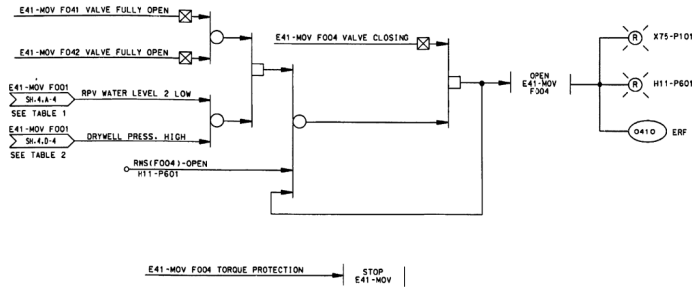 E41-MOV F041 VALVE FULLY OPEN
E41-MOV F042 VALVE FULLY OPEN
E41-MOV F004 VALVE CLOSING
E41-MOV F001
SH.4.A-4
RPV WATER LEVEL 2 LOW
SEE TABLE 1
E41-MOV F001
SH.4.D-4
DRYWELL PRESS. HIGH
SEE TABLE 2
RMS(F004)-OPEN
H11-P601
OPEN
E41-MOV
F004
R
X75-P101
R
H11-P601
0410
ERF
E41-MOV F004 TORQUE PROTECTION
STOP
E41-MOV